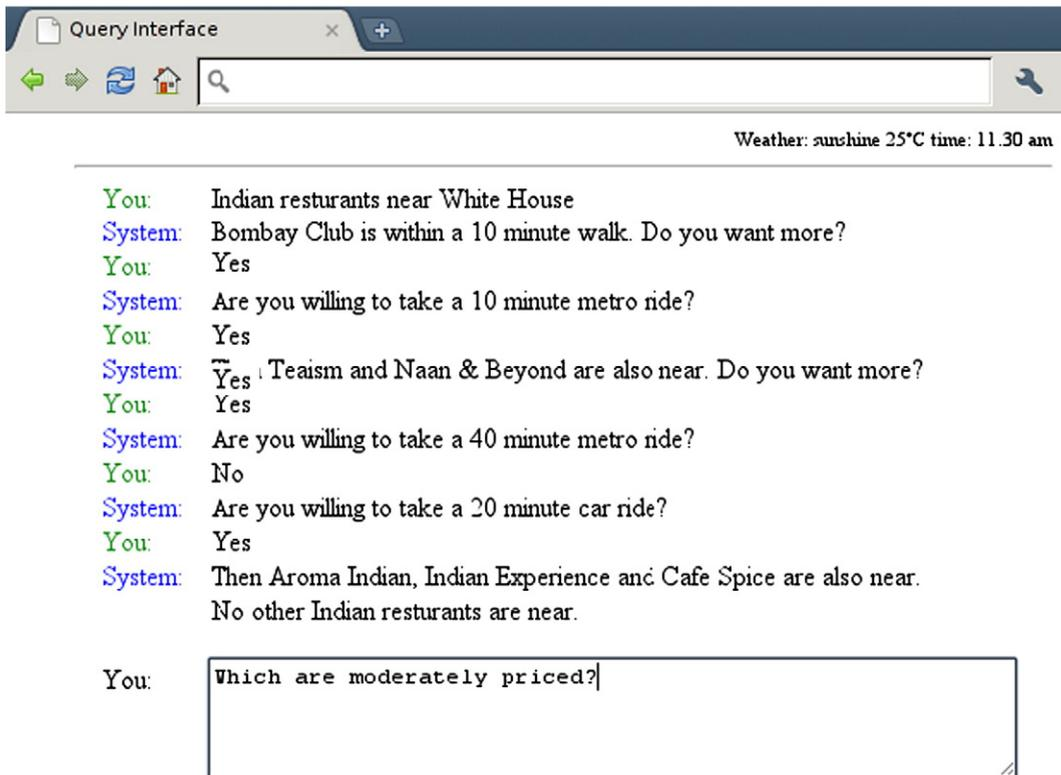 Query Interface
Weather: sunshine 25°C time: 11.30 am
You: Indian resturants near White House
System: Bombay Club is within a 10 minute walk. Do you want more?
You: Yes
System: Are you willing to take a 10 minute metro ride?
You: Yes
System: Yes Teaism and Naan & Beyond are also near. Do you want more?
You: Yes
System: Are you willing to take a 40 minute metro ride?
You: No
System: Are you willing to take a 20 minute car ride?
You: Yes
System: Then Aroma Indian, Indian Experience and Cafe Spice are also near.
No other Indian resturants are near.
You: Which are moderately priced?